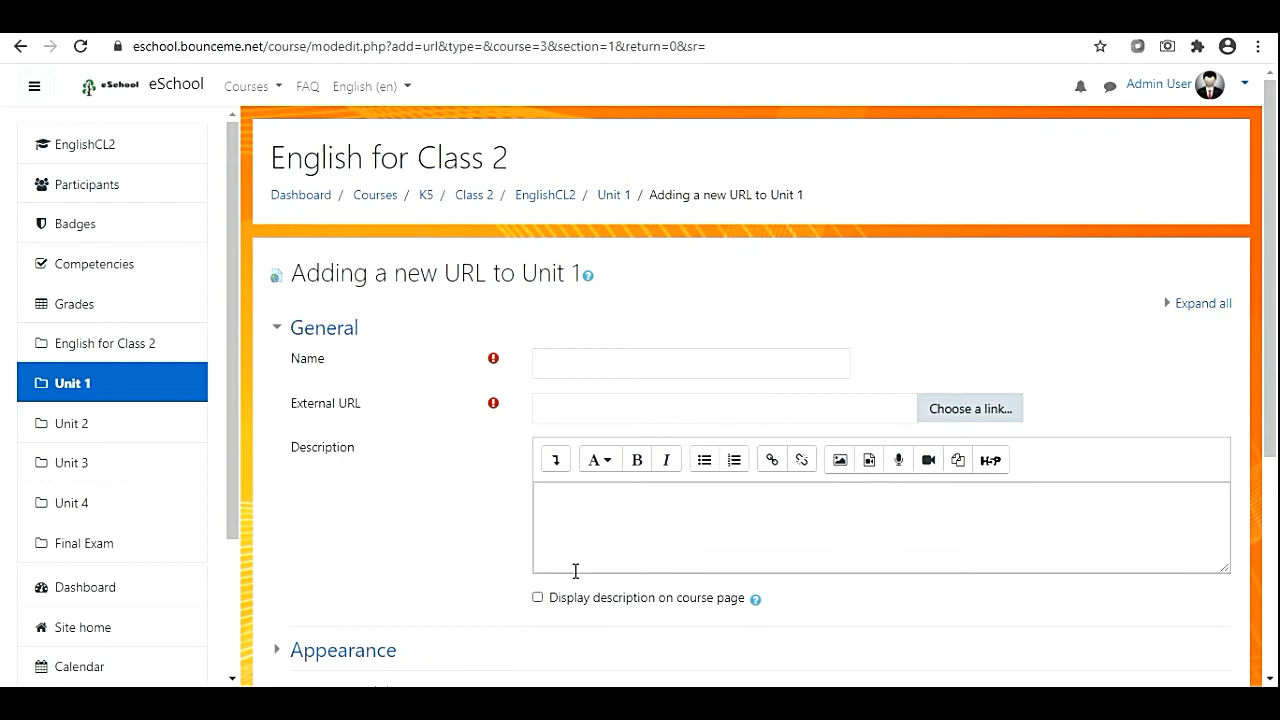 eschool.bounceme.net/course/modedit.php?add=url&type=&course=3&section=1&return=0&sr=
eSchool eSchool Courses FAQ English (en) Admin User
EnglishCL2
Participants
Badges
Competencies
Grades
English for Class 2
Unit 1
Unit 2
Unit 3
Unit 4
Final Exam
Dashboard
Site home
Calendar
English for Class 2
Dashboard / Courses / K5 / Class 2 / EnglishCL2 / Unit 1 / Adding a new URL to Unit 1
Adding a new URL to Unit 1
Expand all
General
Name
External URL
Choose a link...
Description
A B I H-P
Display description on course page
Appearance